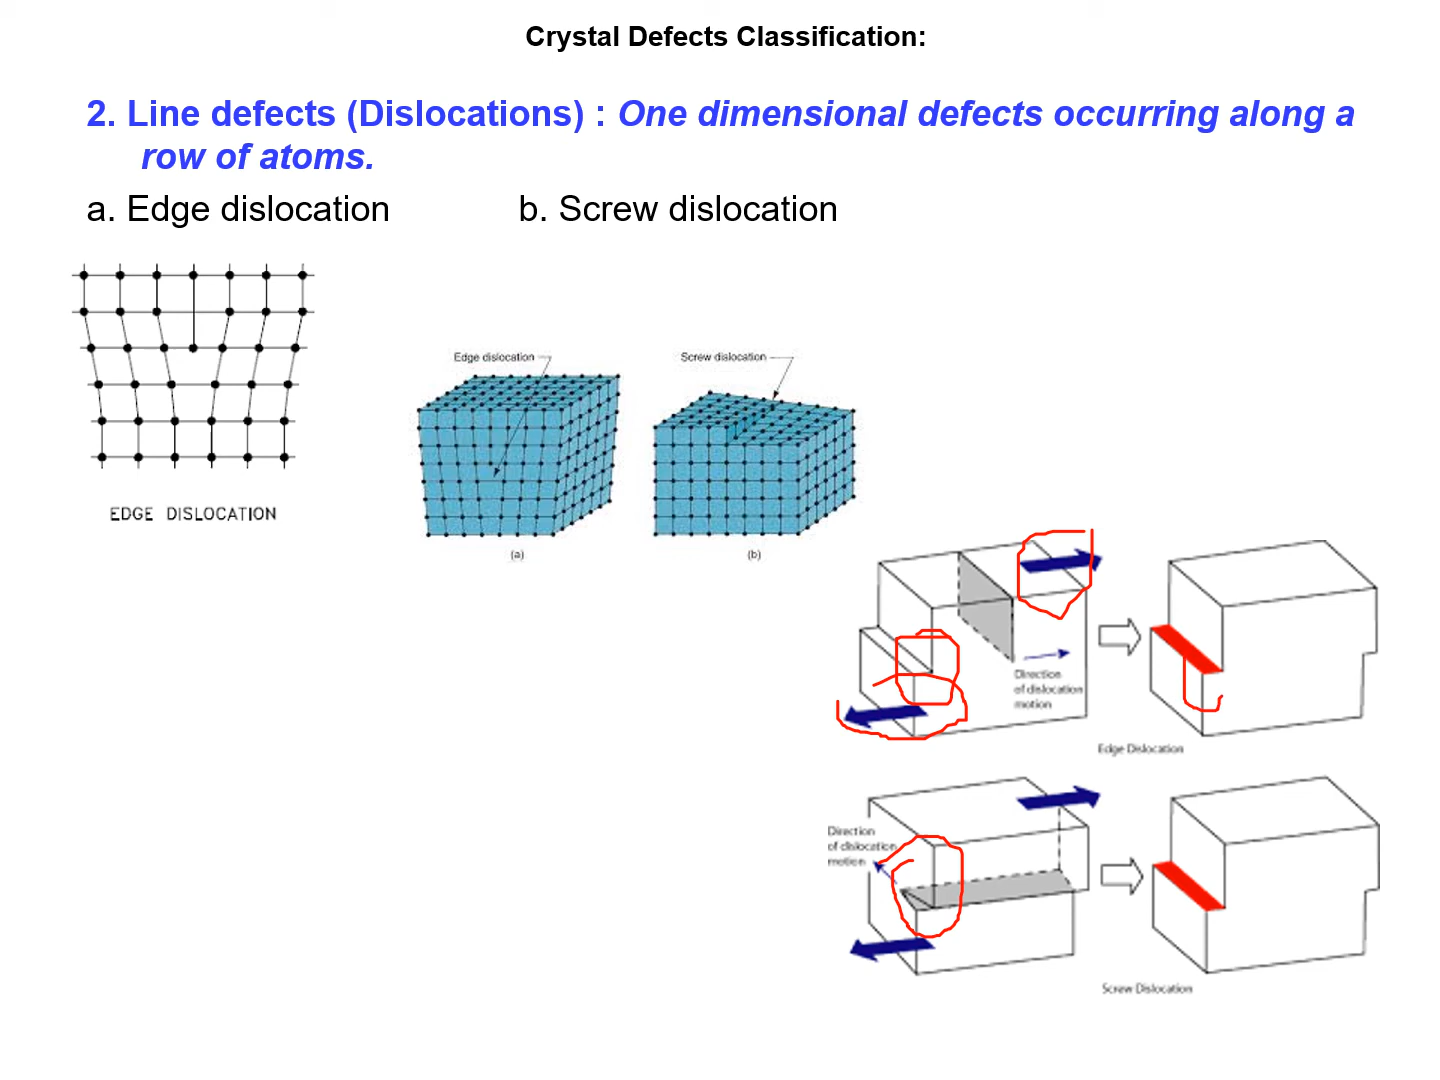 Crystal Defects Classification:
2. Line defects (Dislocations) : One dimensional defects occurring along a
row of atoms.
a. Edge dislocation b. Screw dislocation
EDGE DISLOCATION
Edge dislocation
Screw dislocation
(a)
(b)
Direction
of dislocation
motion
Edge Dislocation
Direction
of dislocation
motion
Screw Dislocation